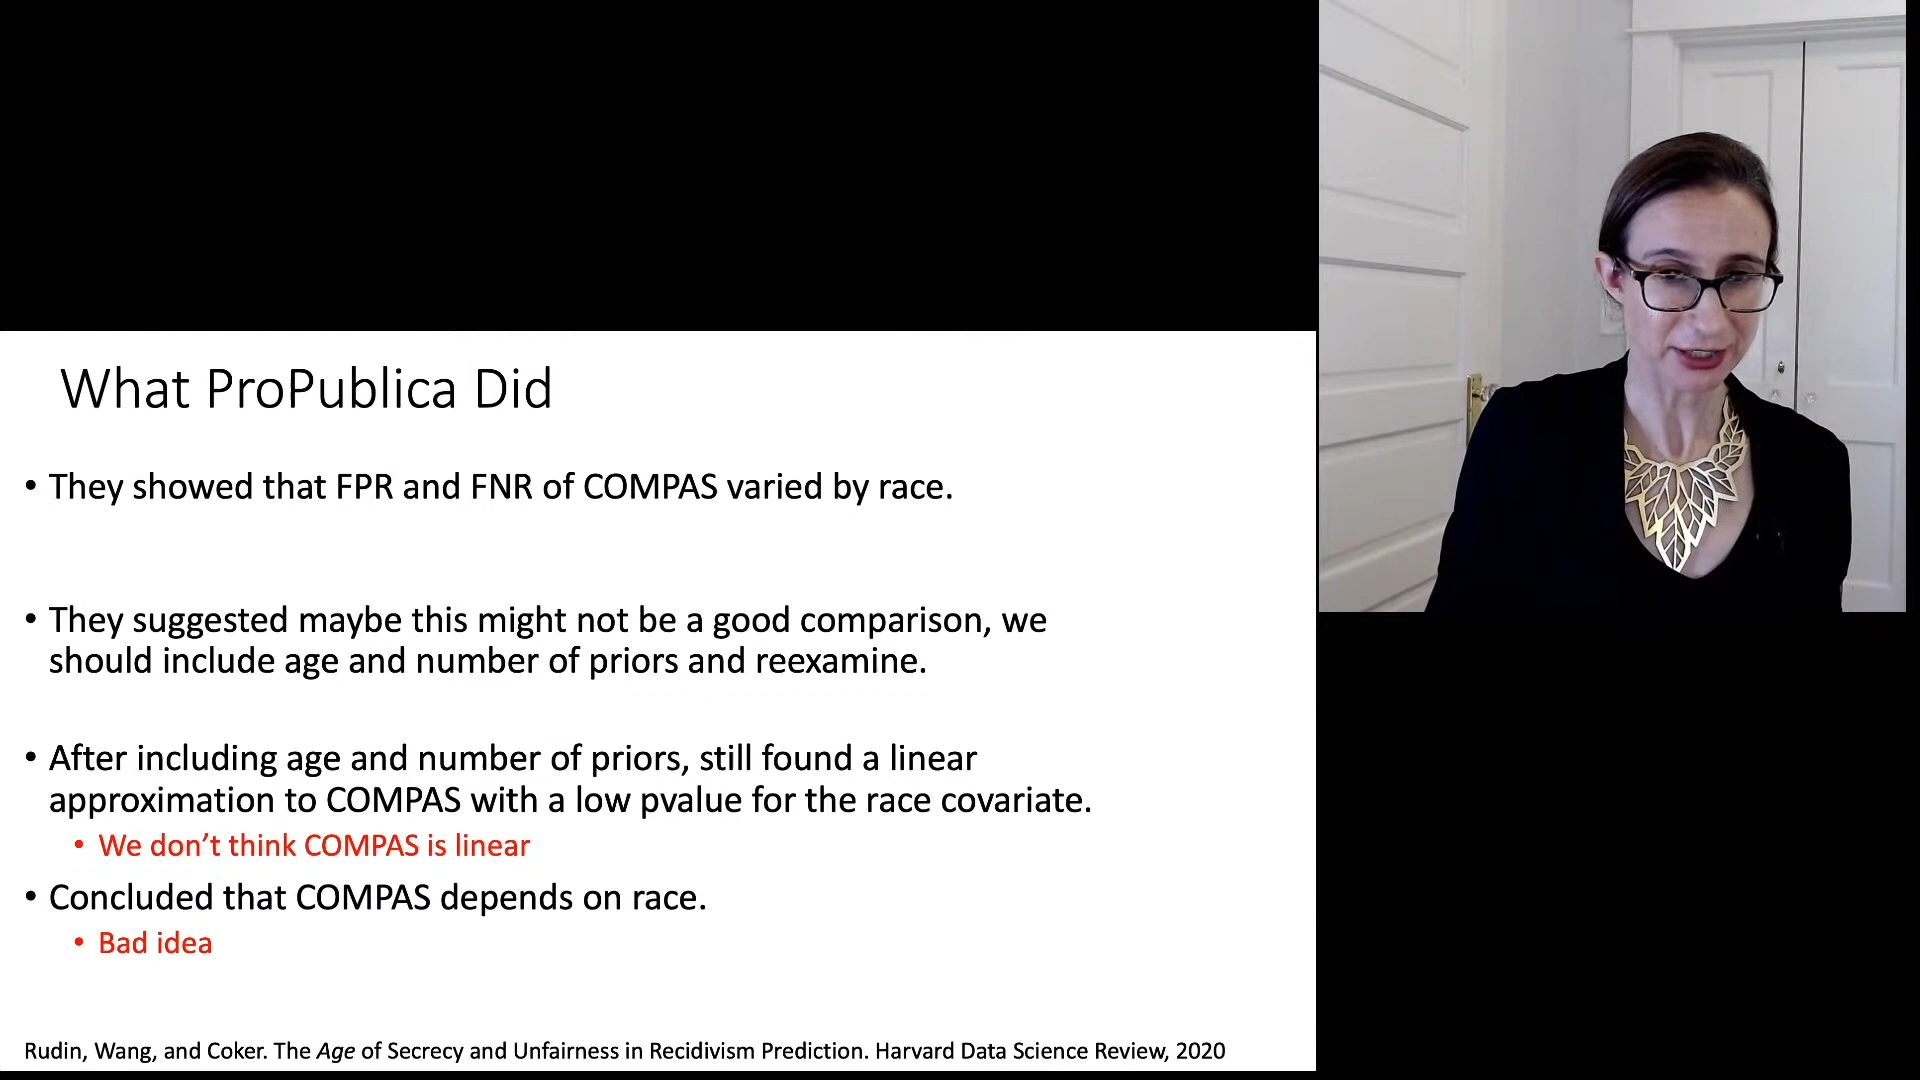 What ProPublica Did
• They showed that FPR and FNR of COMPAS varied by race.
• They suggested maybe this might not be a good comparison, we
should include age and number of priors and reexamine.
• After including age and number of priors, still found a linear
approximation to COMPAS with a low pvalue for the race covariate.
• We don’t think COMPAS is linear
• Concluded that COMPAS depends on race.
• Bad idea
Rudin, Wang, and Coker. The Age of Secrecy and Unfairness in Recidivism Prediction. Harvard Data Science Review, 2020